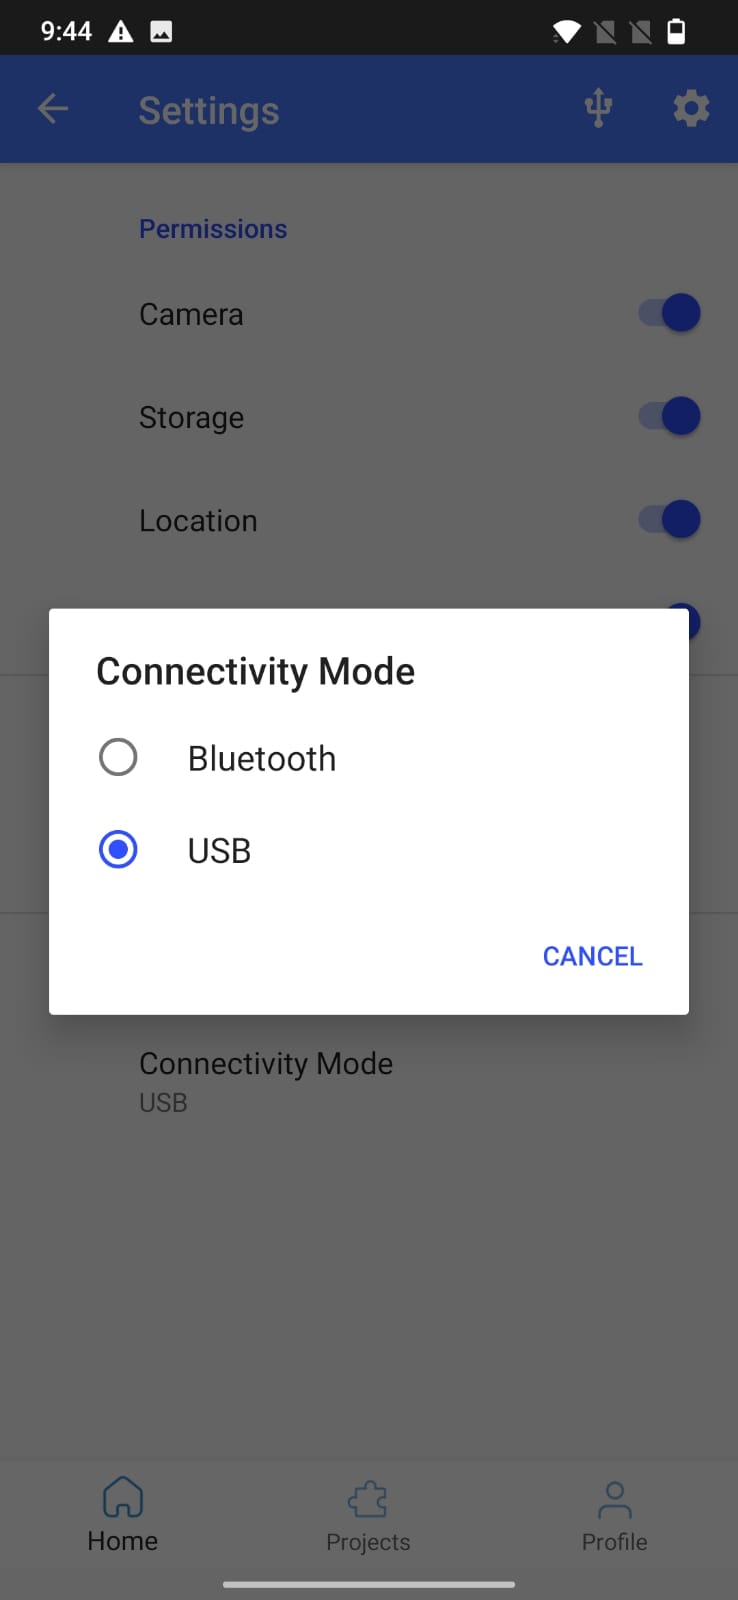 9:44
Settings
Permissions
Camera
Storage
Location
Connectivity Mode
Bluetooth
USB
CANCEL
Connectivity Mode
USB
Home
Projects
Profile